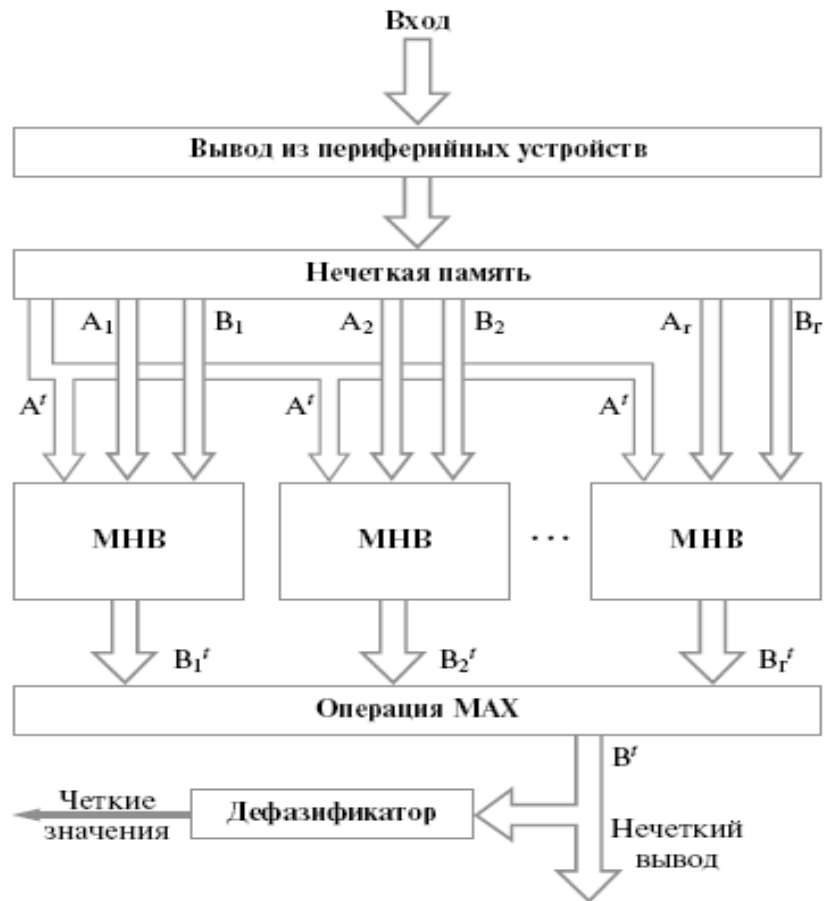 Вход
Вывод из периферийных устройств
Нечеткая память
A₁ B₁ A₂ B₂ Aᵣ Bᵣ
A′ A′ A′
МНВ МНВ ... МНВ
B₁′ B₂′ Bᵣ′
Операция MAX
B′
Четкие
значения
Дефазификатор
Нечеткий
вывод